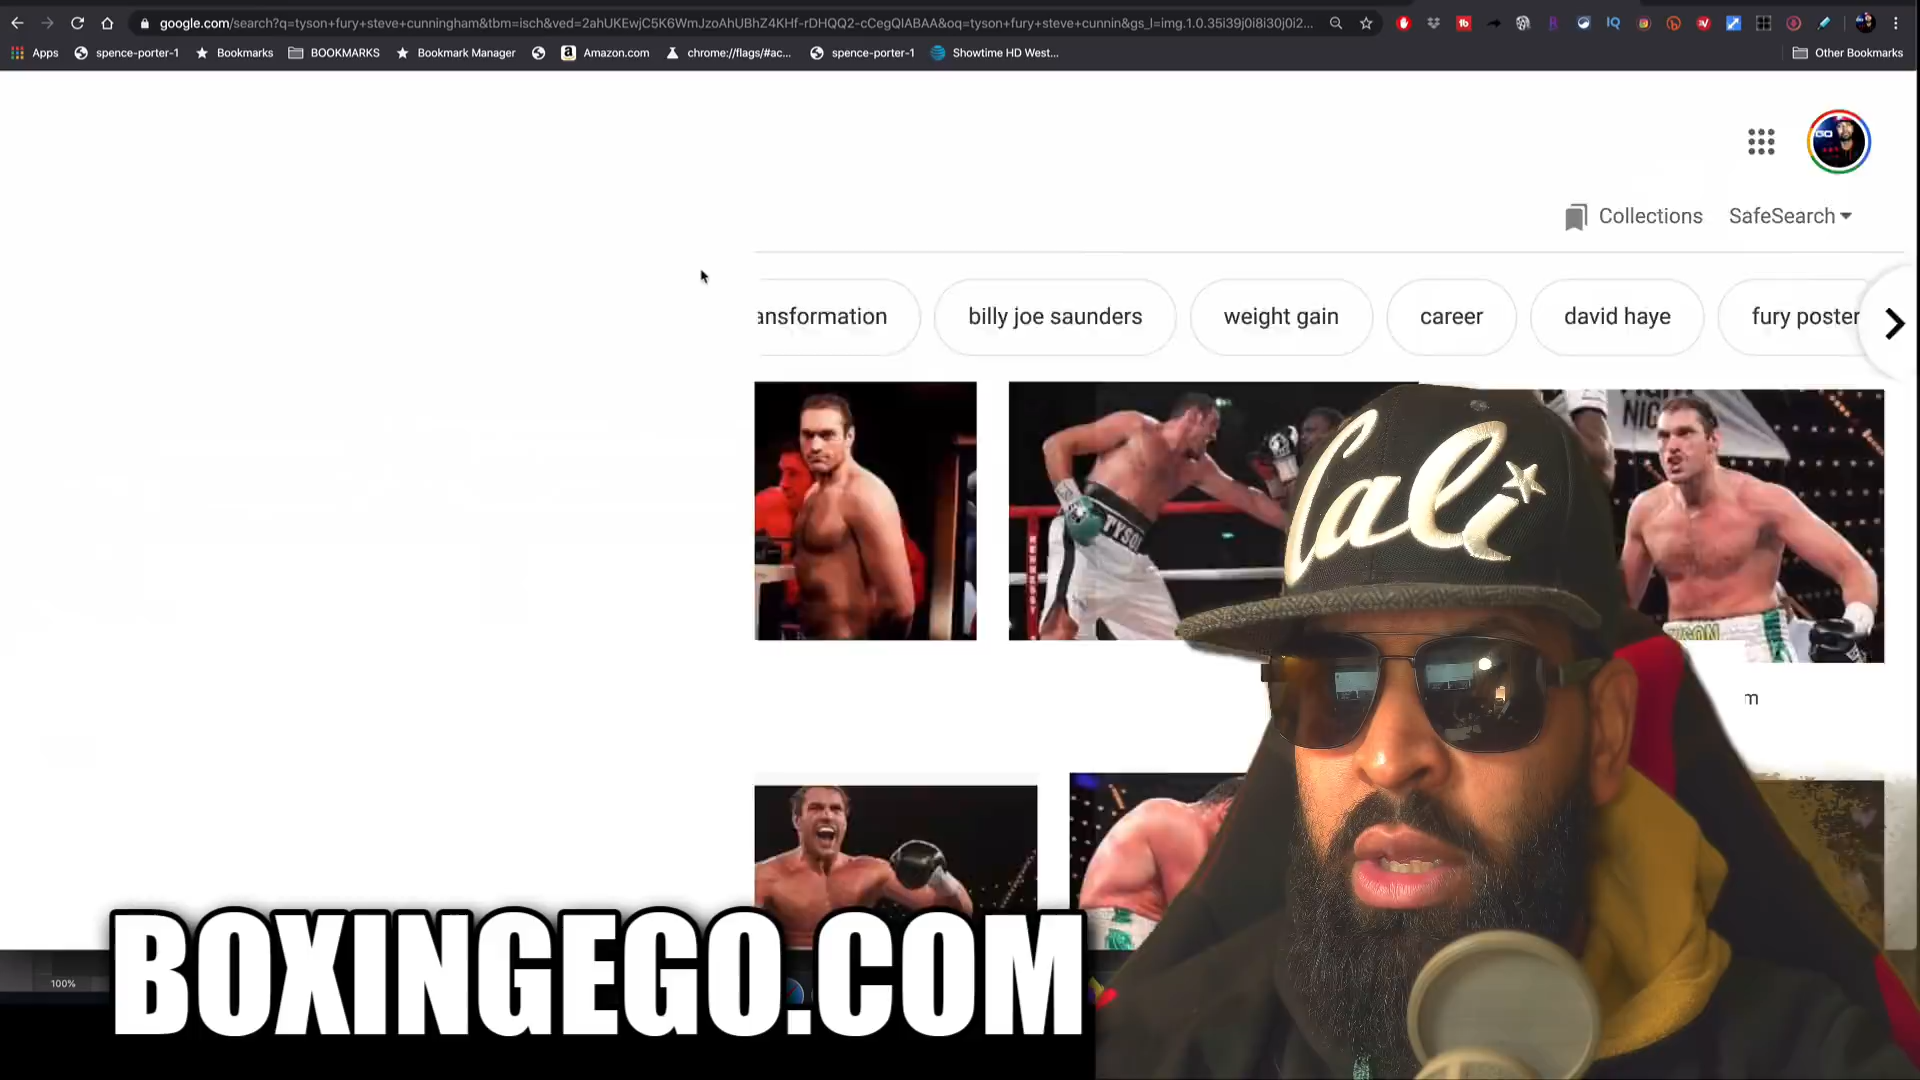 google.com/search?q=tyson+fury+steve+cunningham&tbm=isch&ved=2ahUKEwjC5K6WmJzoAhUBhZ4KHf-rDHQQ2-cCegQIABAA&oq=tyson+fury+steve+cunnin&gs_l=img.1.0.35i39j0i8i30j0i2...
Apps spence-porter-1 Bookmarks BOOKMARKS Bookmark Manager Amazon.com chrome://flags/#ac... spence-porter-1 Showtime HD West... Other Bookmarks
GO
Collections SafeSearch
ansformation billy joe saunders weight gain career david haye fury poster
NIG
Cali
TYSON
m
BOXINGEGO.COM
100%